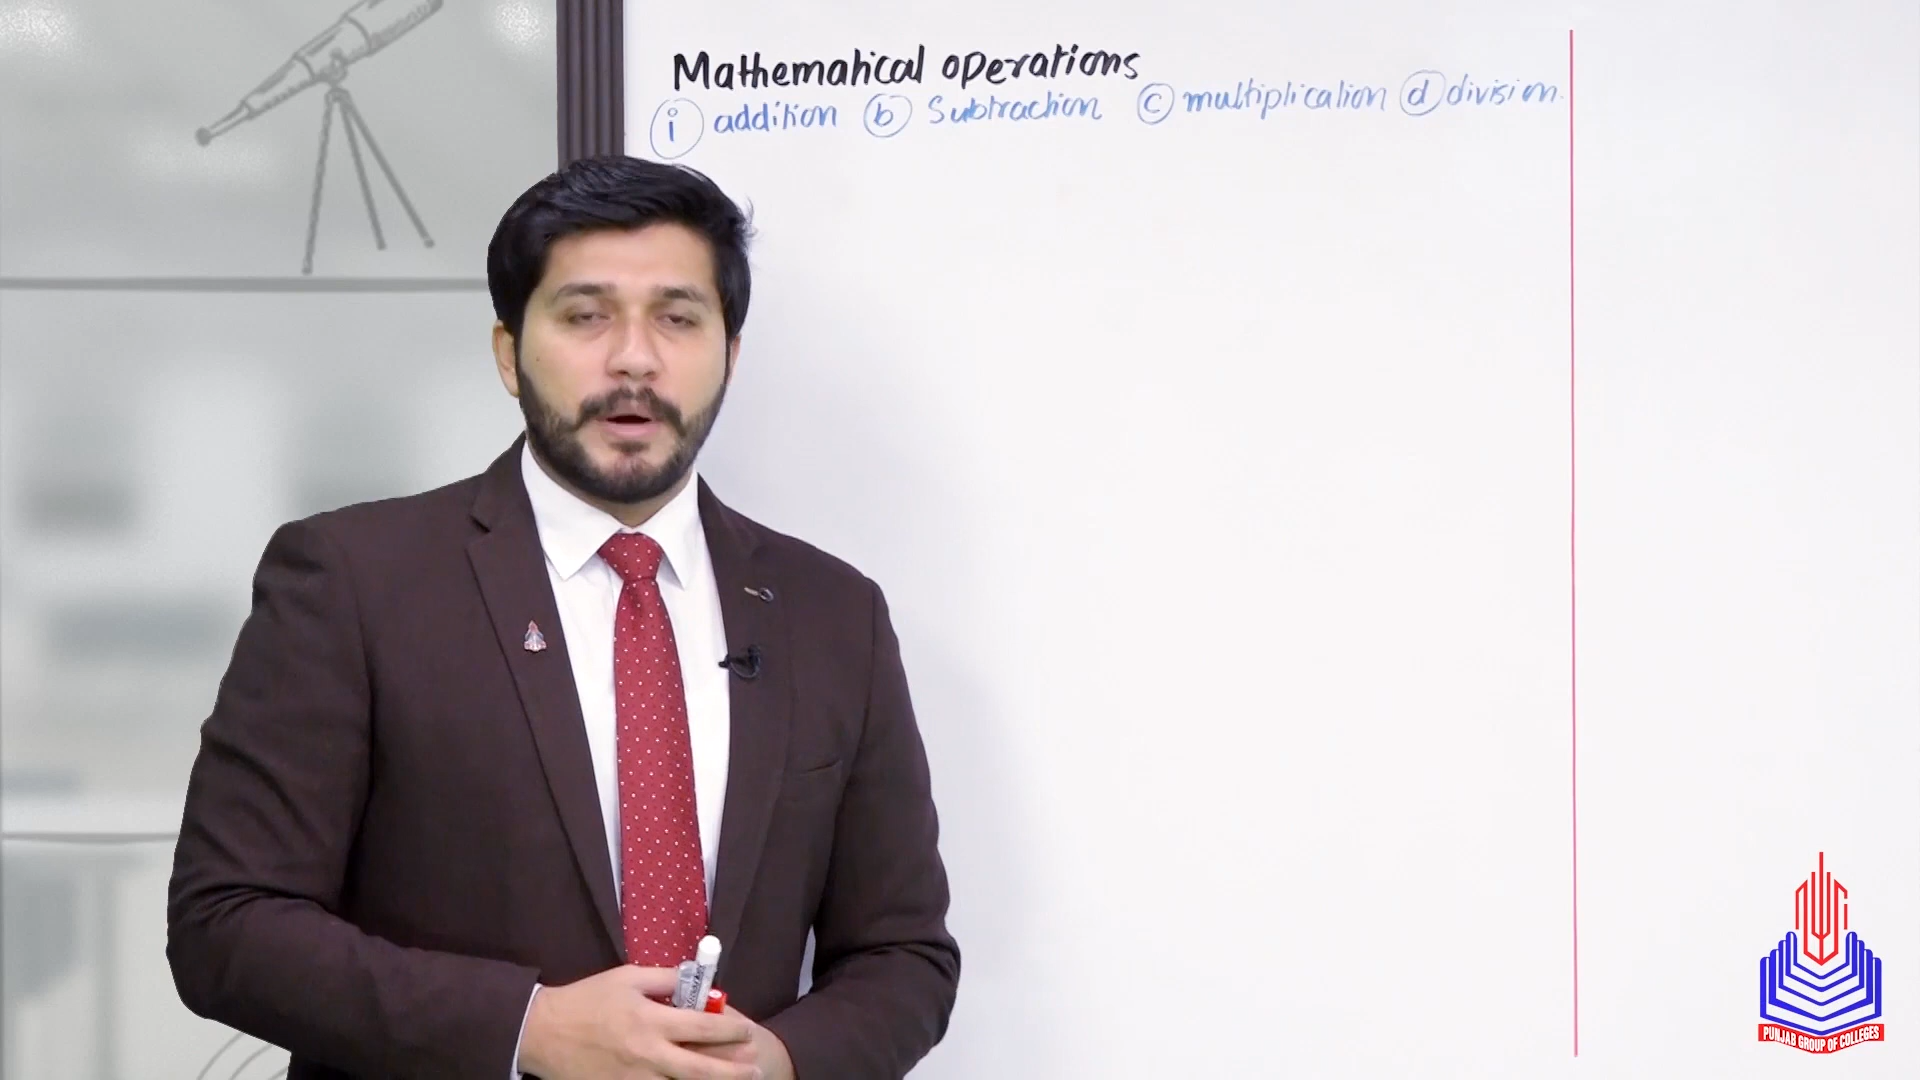 Mathematical operations
i addition b Subtraction c multiplication d division.
PUNJAB GROUP OF COLLEGES